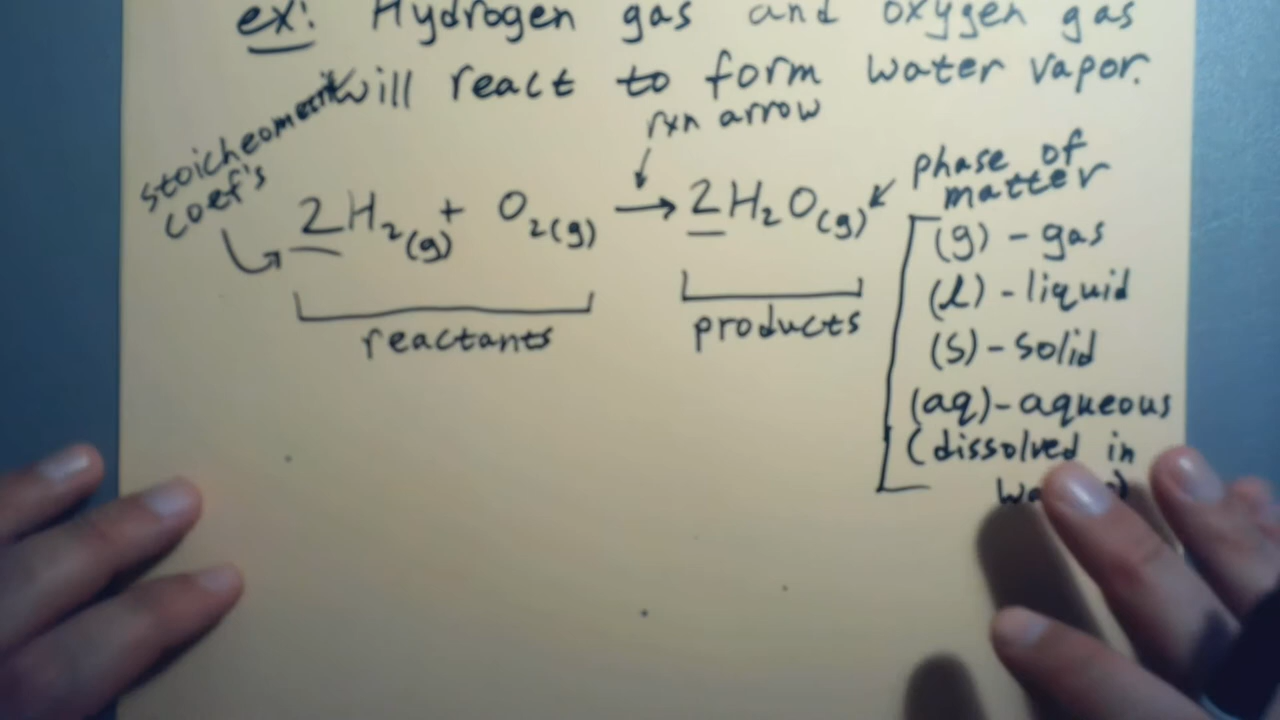 ex: Hydrogen gas and oxygen gas
will react to form water vapor.
stoicheometric
coef's
rxn arrow
2H₂(g) + O₂(g) → 2H₂O(g)
phase of
matter
(g) - gas
(l) - liquid
(s) - solid
(aq) - aqueous
(dissolved in
reactants
products